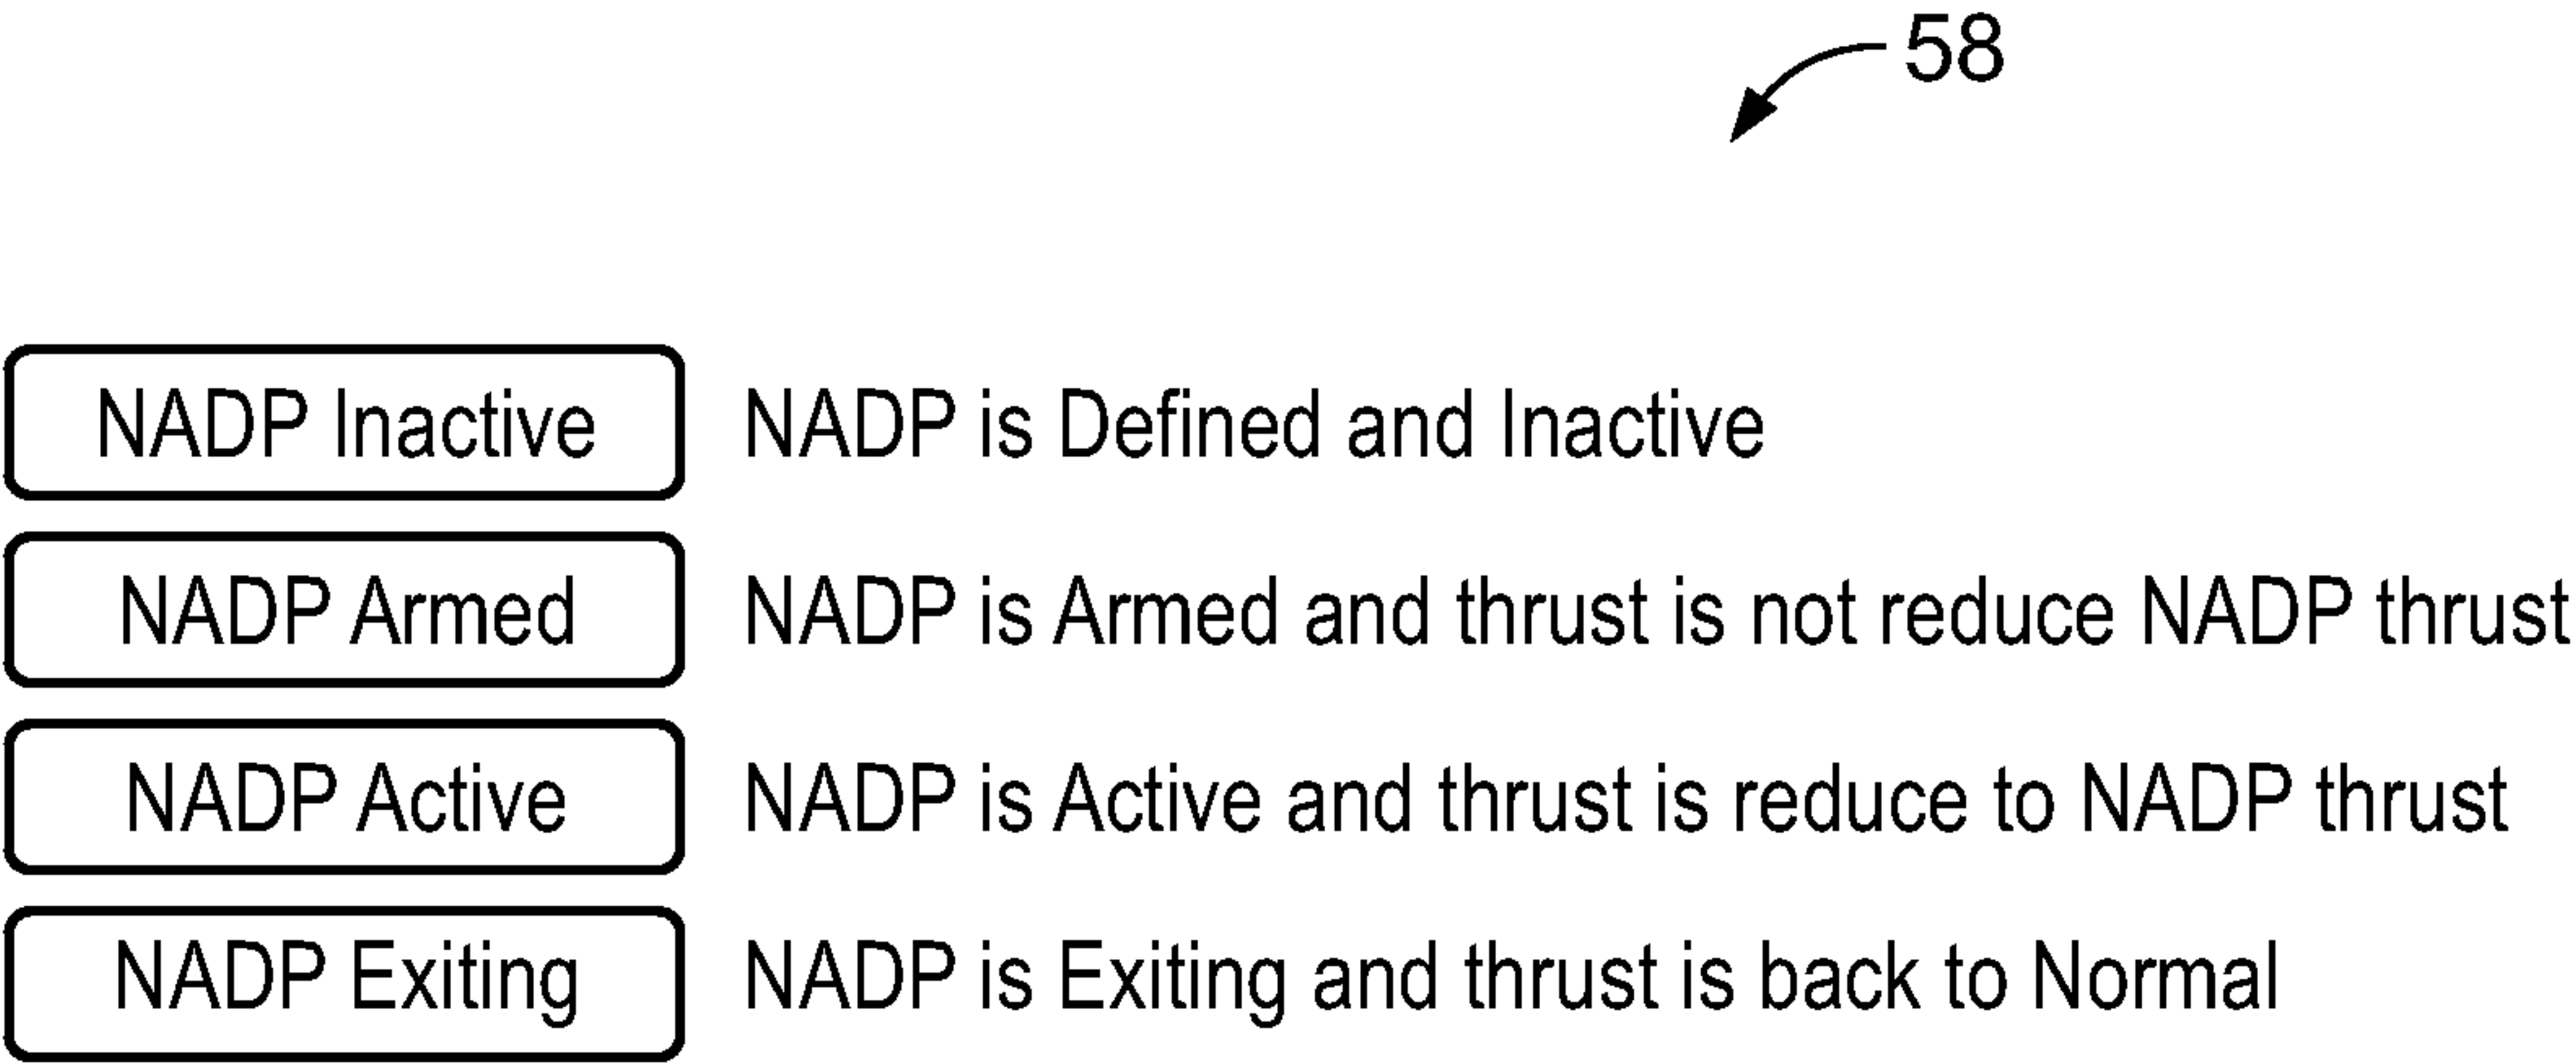 58
NADP Inactive NADP is Defined and Inactive
NADP Armed NADP is Armed and thrust is not reduce NADP thrust
NADP Active NADP is Active and thrust is reduce to NADP thrust
NADP Exiting NADP is Exiting and thrust is back to Normal